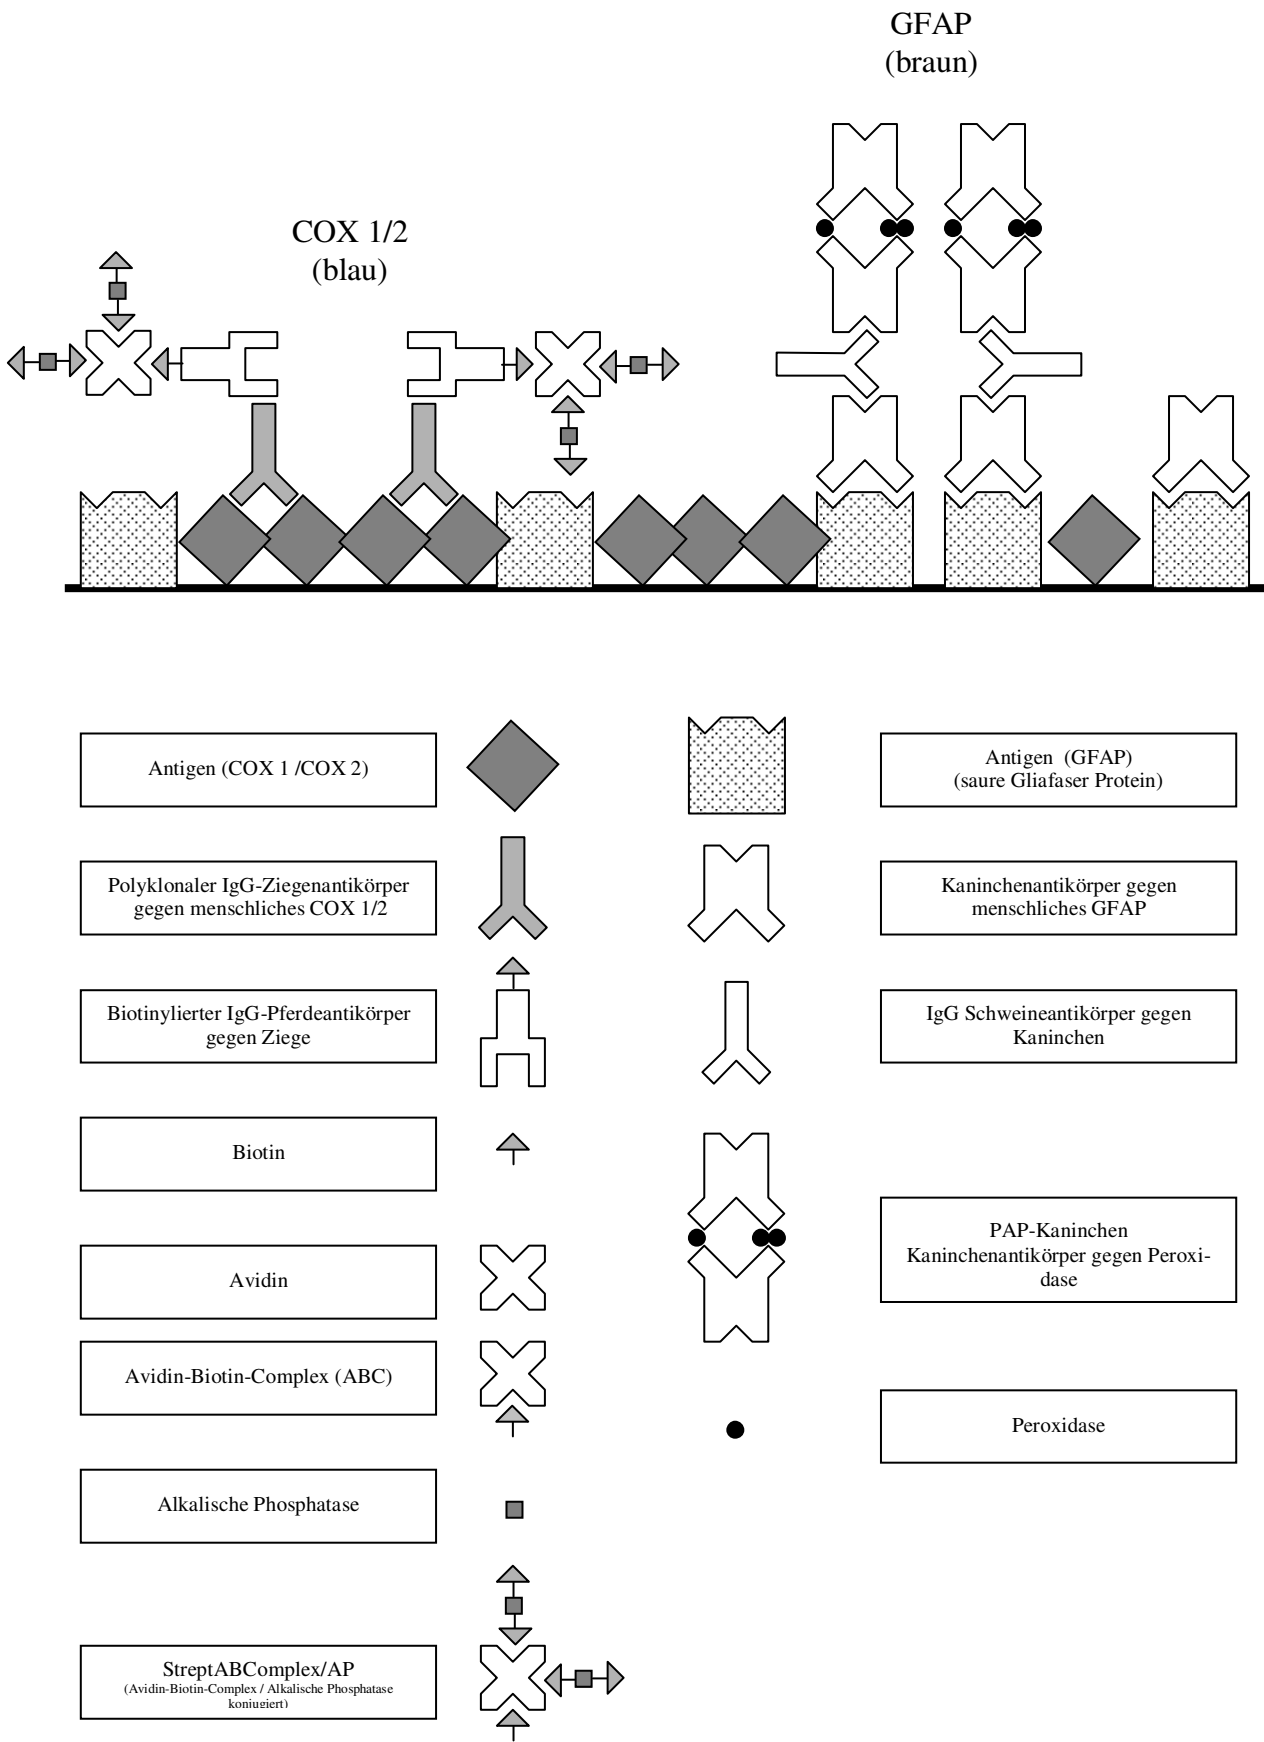 GFAP
(braun)
COX 1/2
(blau)
Antigen (COX 1 /COX 2)
Antigen  (GFAP)
(saure Gliafaser Protein)
Polyklonaler IgG-Ziegenantikörper
gegen menschliches COX 1/2
Kaninchenantikörper gegen
menschliches GFAP
Biotinylierter IgG-Pferdeantikörper
gegen Ziege
IgG Schweineantikörper gegen
Kaninchen
Biotin
PAP-Kaninchen
Kaninchenantikörper gegen Peroxi-
dase
Avidin
Avidin-Biotin-Complex (ABC)
Peroxidase
Alkalische Phosphatase
StreptABComplex/AP
(Avidin-Biotin-Complex / Alkalische Phosphatase
konjugiert)